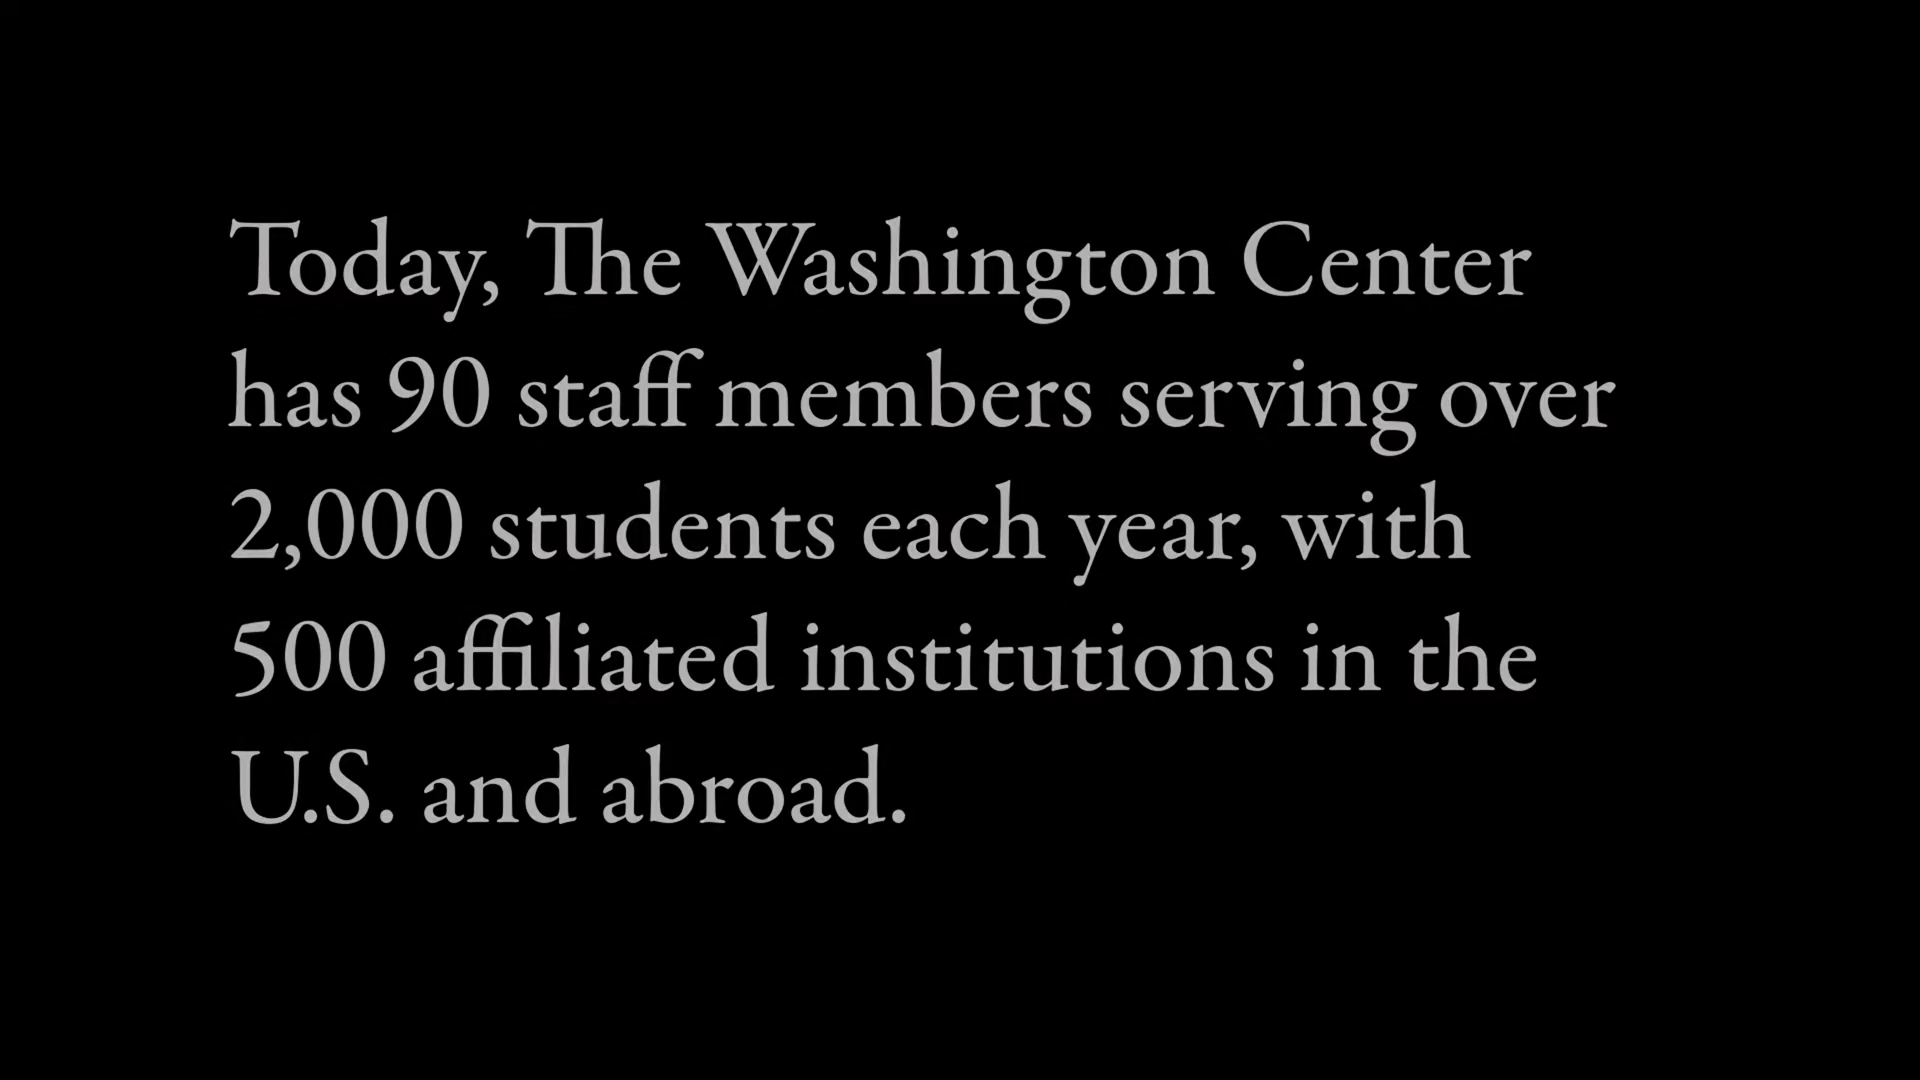 Today, The Washington Center
has 90 staff members serving over
2,000 students each year, with
500 affiliated institutions in the
U.S. and abroad.